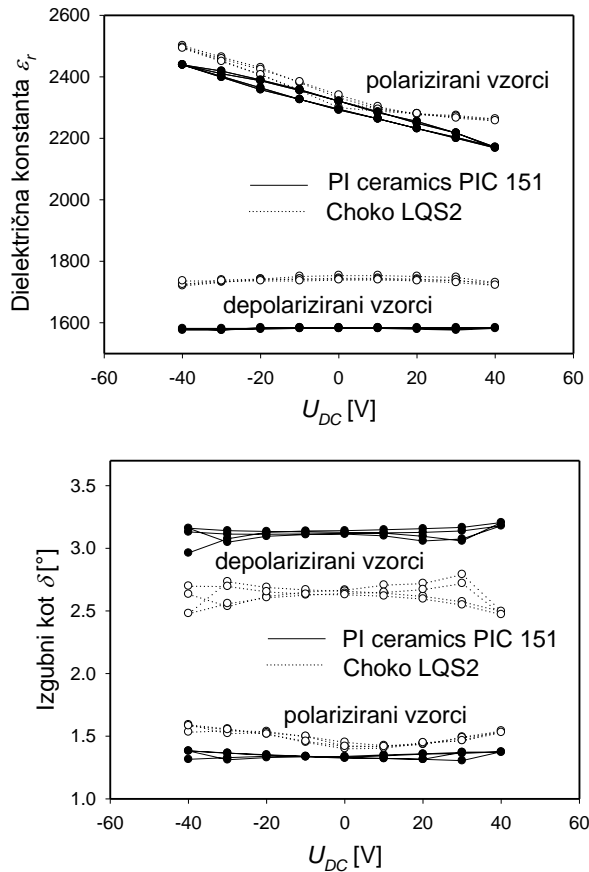 2600
2400
2200
2000
1800
1600
Dielektrična konstanta εr
polarizirani vzorci
PI ceramics PIC 151
Choko LQS2
depolarizirani vzorci
-60 -40 -20 0 20 40 60
UDC [V]
3.5
3.0
2.5
2.0
1.5
1.0
Izgubni kot δ [°]
depolarizirani vzorci
PI ceramics PIC 151
Choko LQS2
polarizirani vzorci
-60 -40 -20 0 20 40 60
UDC [V]